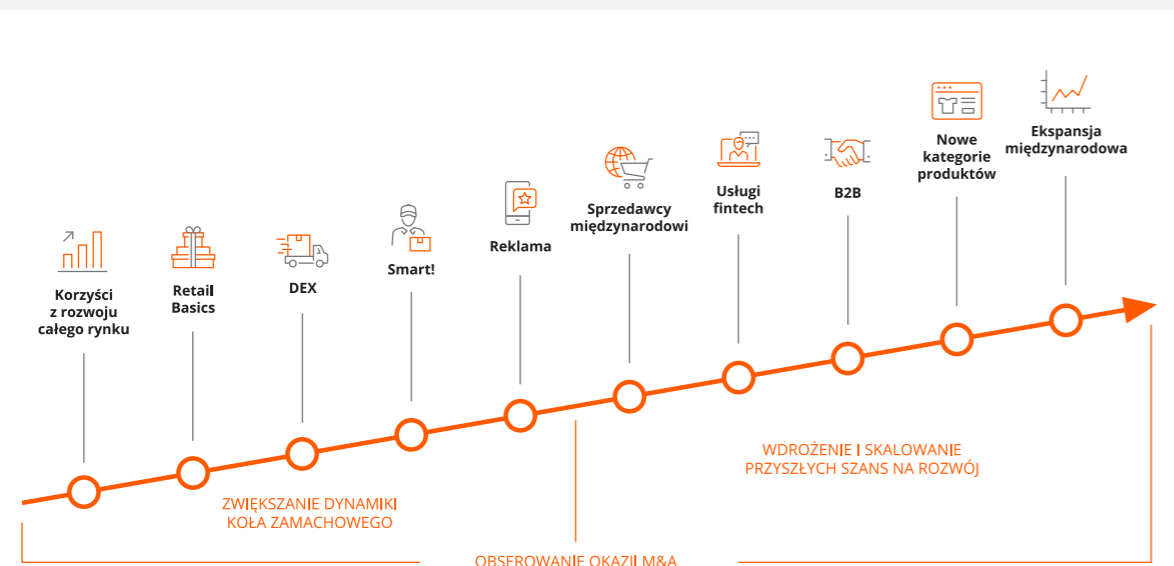 Korzyści
z rozwoju
całego rynku
Retail
Basics
DEX
Smart!
Reklama
Sprzedawcy
międzynarodowi
Usługi
fintech
B2B
Nowe
kategorie
produktów
Ekspansja
międzynarodowa
ZWIĘKSZANIE DYNAMIKI
KOŁA ZAMACHOWEGO
WDROŻENIE I SKALOWANIE
PRZYSZŁYCH SZANS NA ROZWÓJ
OBSEROWANIE OKAZJI M&A